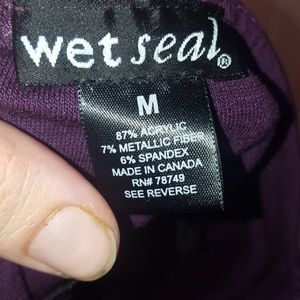 wet seal®
M
87% ACRYLIC
7% METALLIC FIBER
6% SPANDEX
MADE IN CANADA
RN# 78749
SEE REVERSE